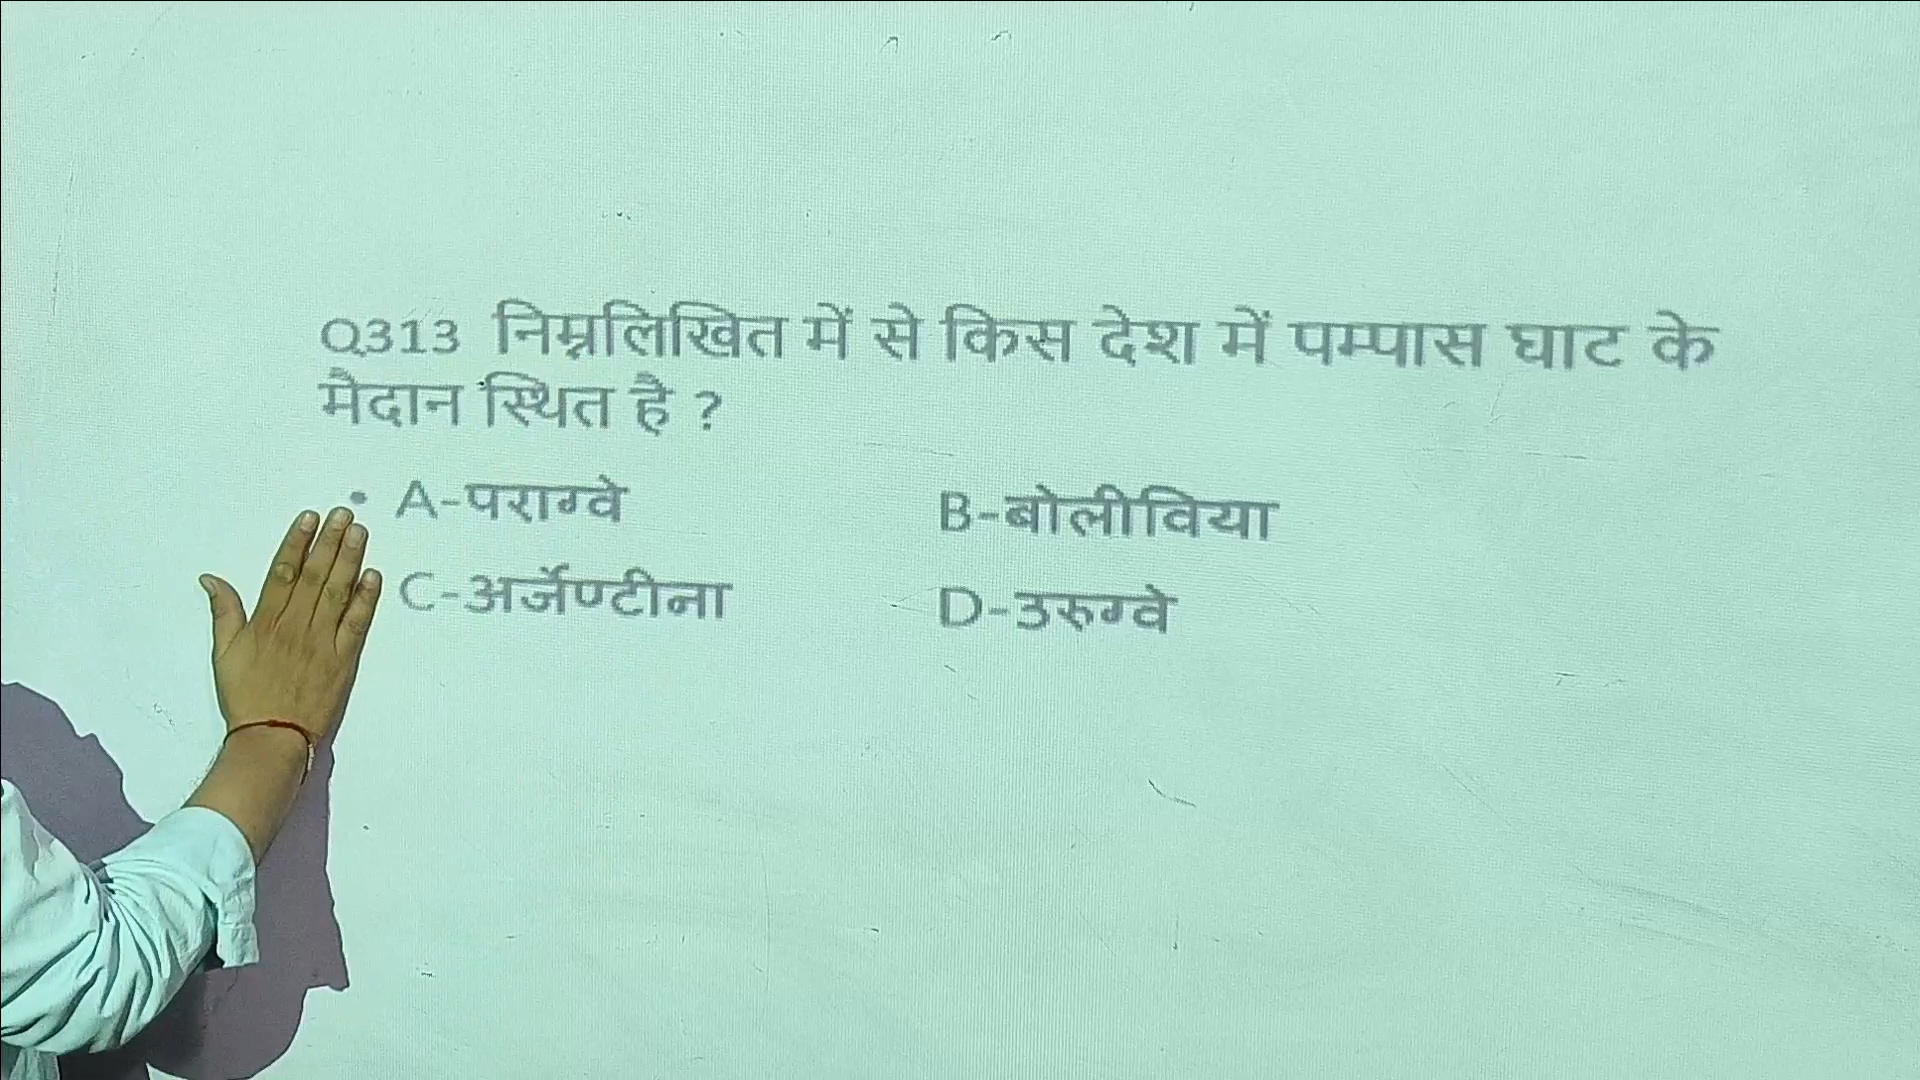 Q313 निम्नलिखित में से किस देश में पम्पास घाट के
मैदान स्थित है ?
• A-पराग्वे B-बोलीविया
C-अर्जेण्टीना D-उरुग्वे